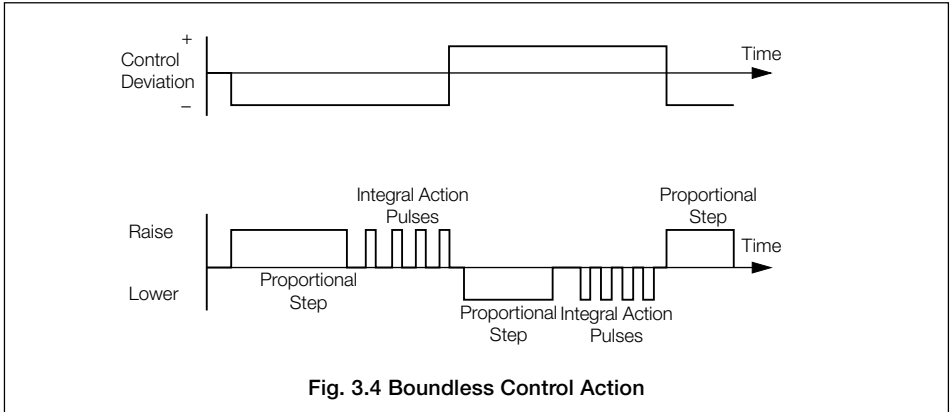 +
Control
Deviation
–
Time
Integral Action
Pulses
Proportional
Step
Raise
Time
Lower
Proportional
Step
Proportional
Step
Integral Action
Pulses
Fig. 3.4 Boundless Control Action